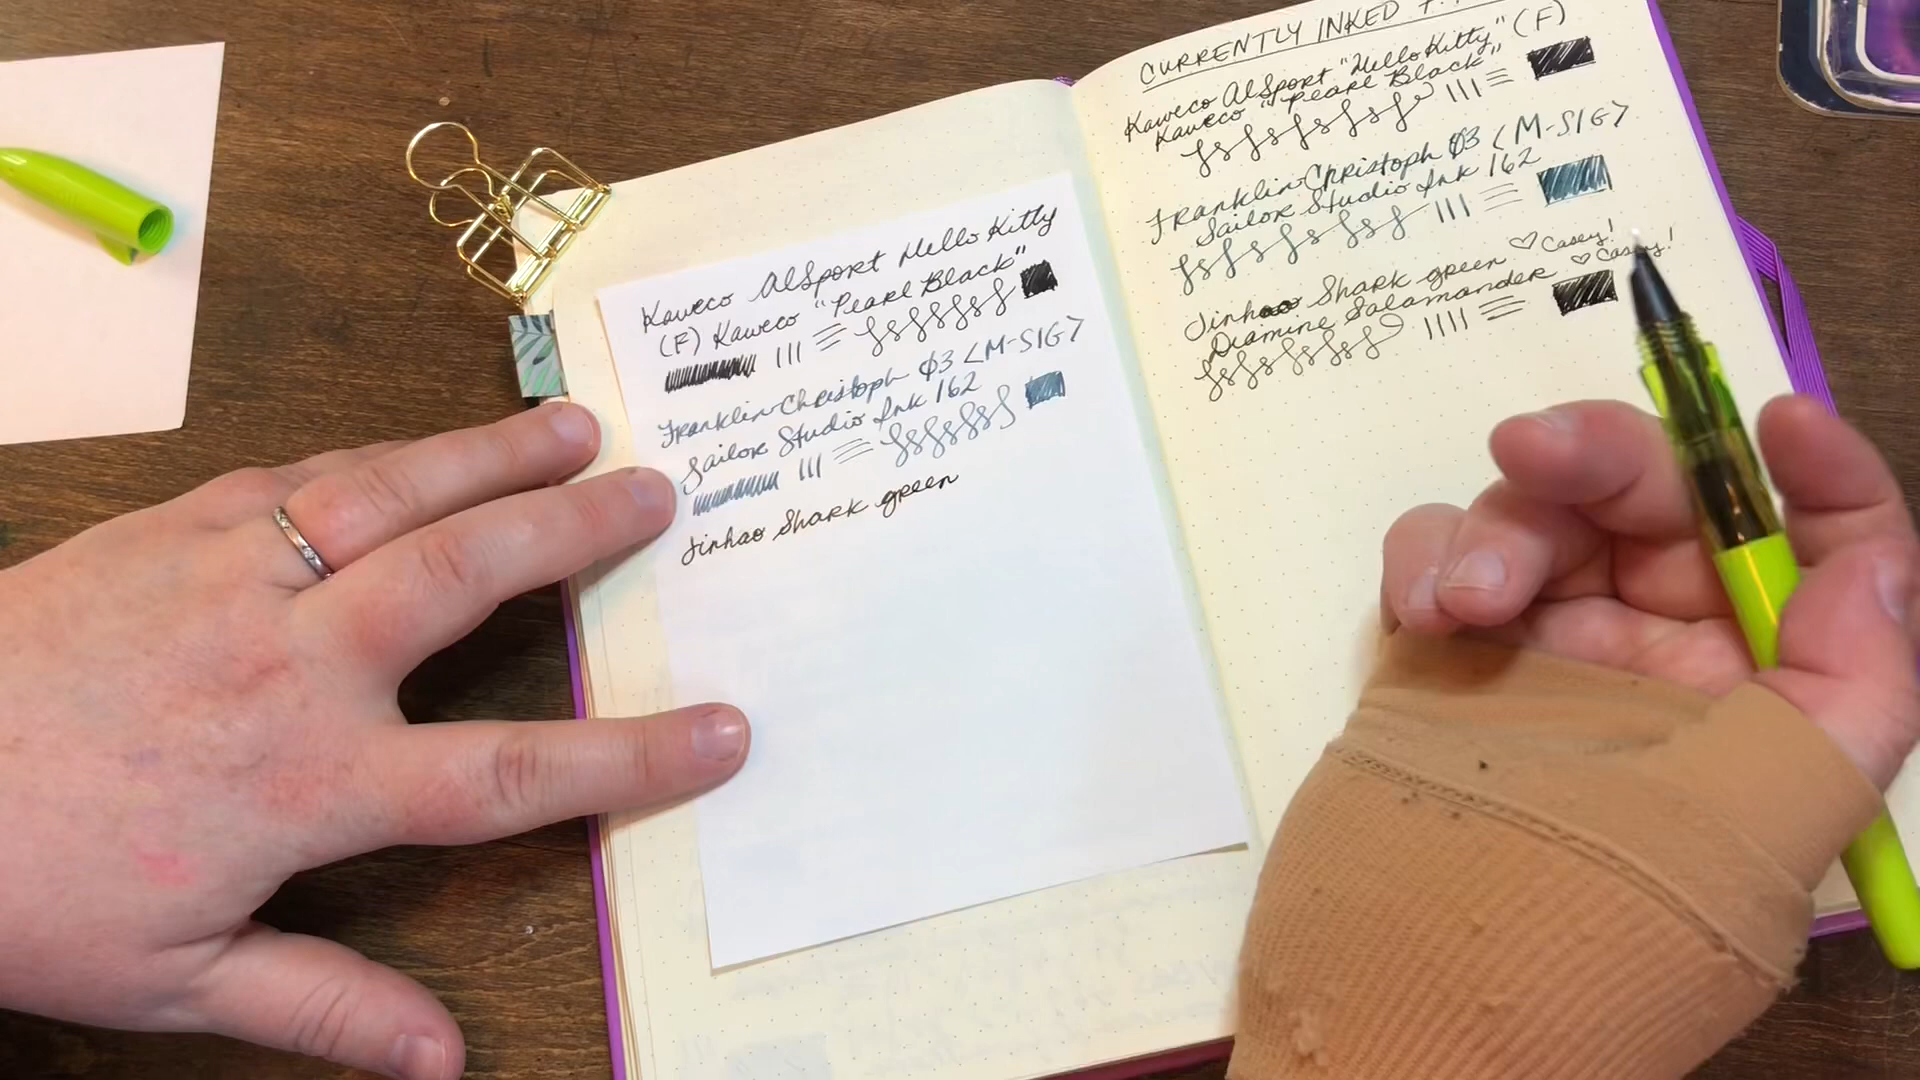 Kaweco AlSport Hello Kitty
(F) Kaweco "Pearl Black"
Franklin-Christoph 03 <M-SIG>
Sailor Studio Ink 162
Jinhao Shark green
CURRENTLY INKED
Kaweco AlSport "Hello Kitty" (F)
Kaweco "Pearl Black"
Franklin-Christoph 03 <M-SIG>
Sailor Studio Ink 162
Jinhao Shark green ♡ Casey!
Diamine Salamander ♡ Casey!